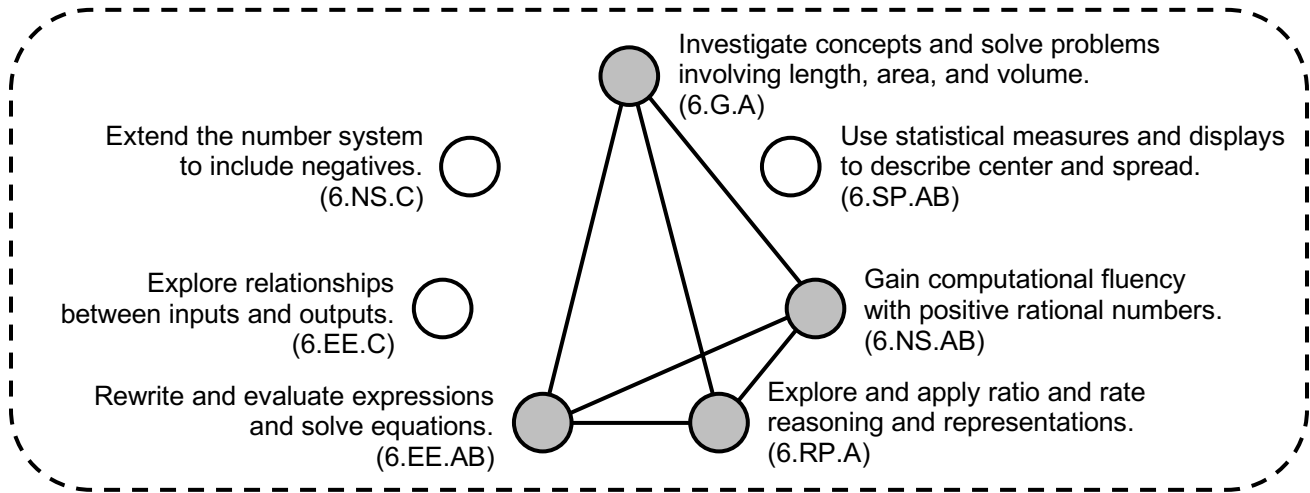 Investigate concepts and solve problems
involving length, area, and volume.
(6.G.A)
Extend the number system
to include negatives.
(6.NS.C)
Use statistical measures and displays
to describe center and spread.
(6.SP.AB)
Explore relationships
between inputs and outputs.
(6.EE.C)
Gain computational fluency
with positive rational numbers.
(6.NS.AB)
Rewrite and evaluate expressions
and solve equations.
(6.EE.AB)
Explore and apply ratio and rate
reasoning and representations.
(6.RP.A)